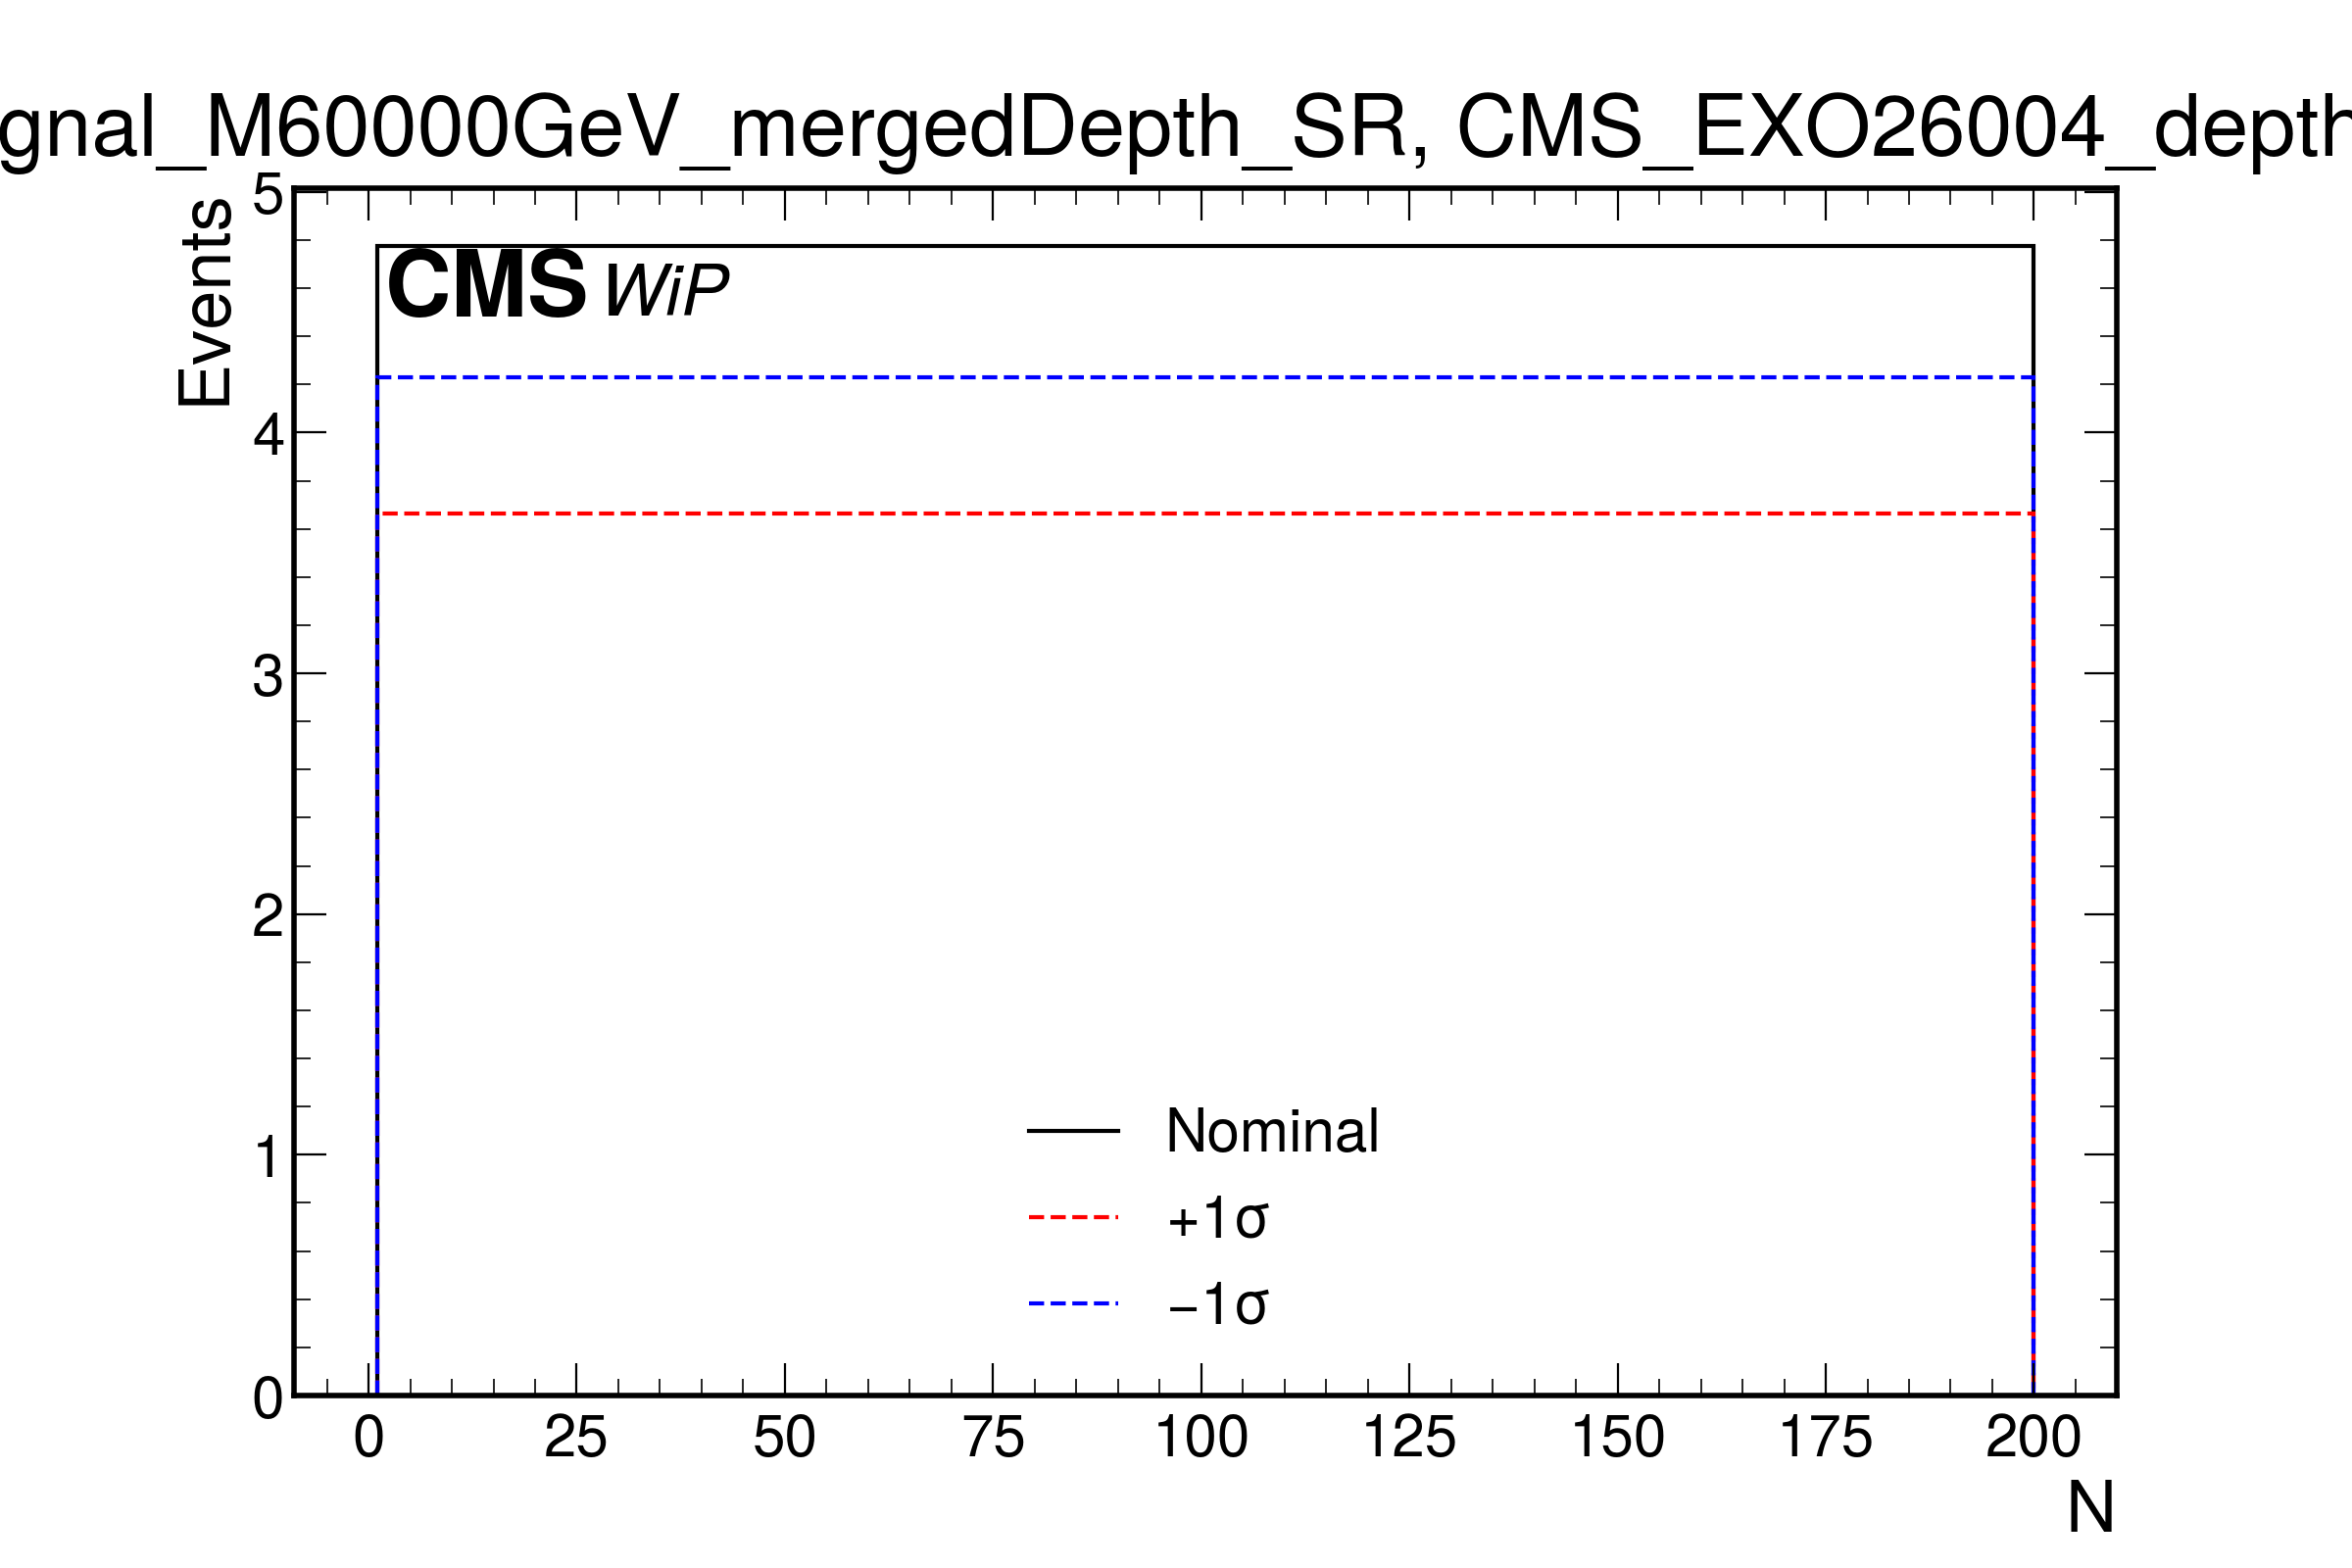 gnal_M60000GeV_mergedDepth_SR, CMS_EXO26004_depth
Events
CMS WiP
5
4
3
2
1
0
Nominal
+1σ
−1σ
0 25 50 75 100 125 150 175 200
N